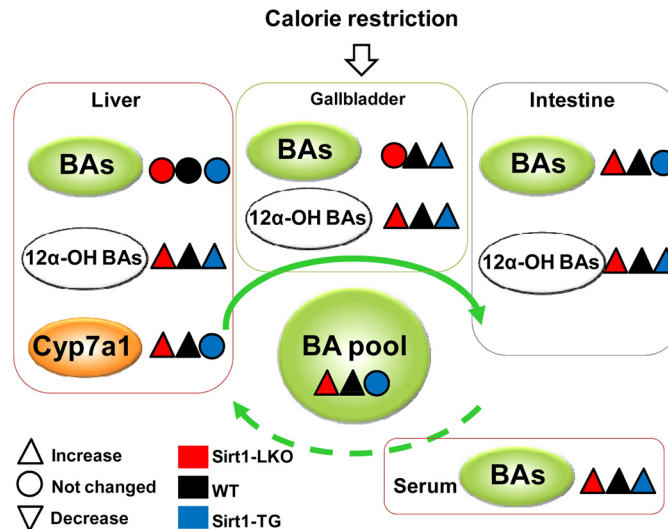 Calorie restriction
Liver
Gallbladder
Intestine
BAs
BAs
BAs
12α-OH BAs
12α-OH BAs
12α-OH BAs
Cyp7a1
BA pool
Increase
Not changed
Decrease
Sirt1-LKO
WT
Sirt1-TG
Serum
BAs